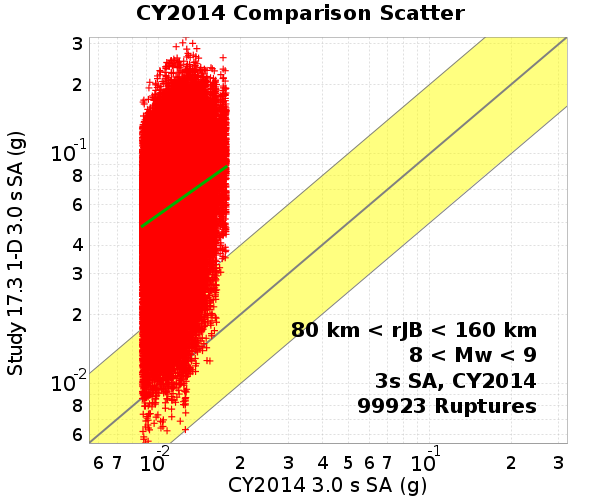 CY2014 Comparison Scatter
3
2
10-1
8
6
4
3
2
10-2
8
6
Study 17.3 1-D 3.0 s SA (g)
80 km < rJB < 160 km
8 < Mw < 9
3s SA, CY2014
99923 Ruptures
6 7 10-2 2 3 4 5 6 7 10-1 2 3
CY2014 3.0 s SA (g)